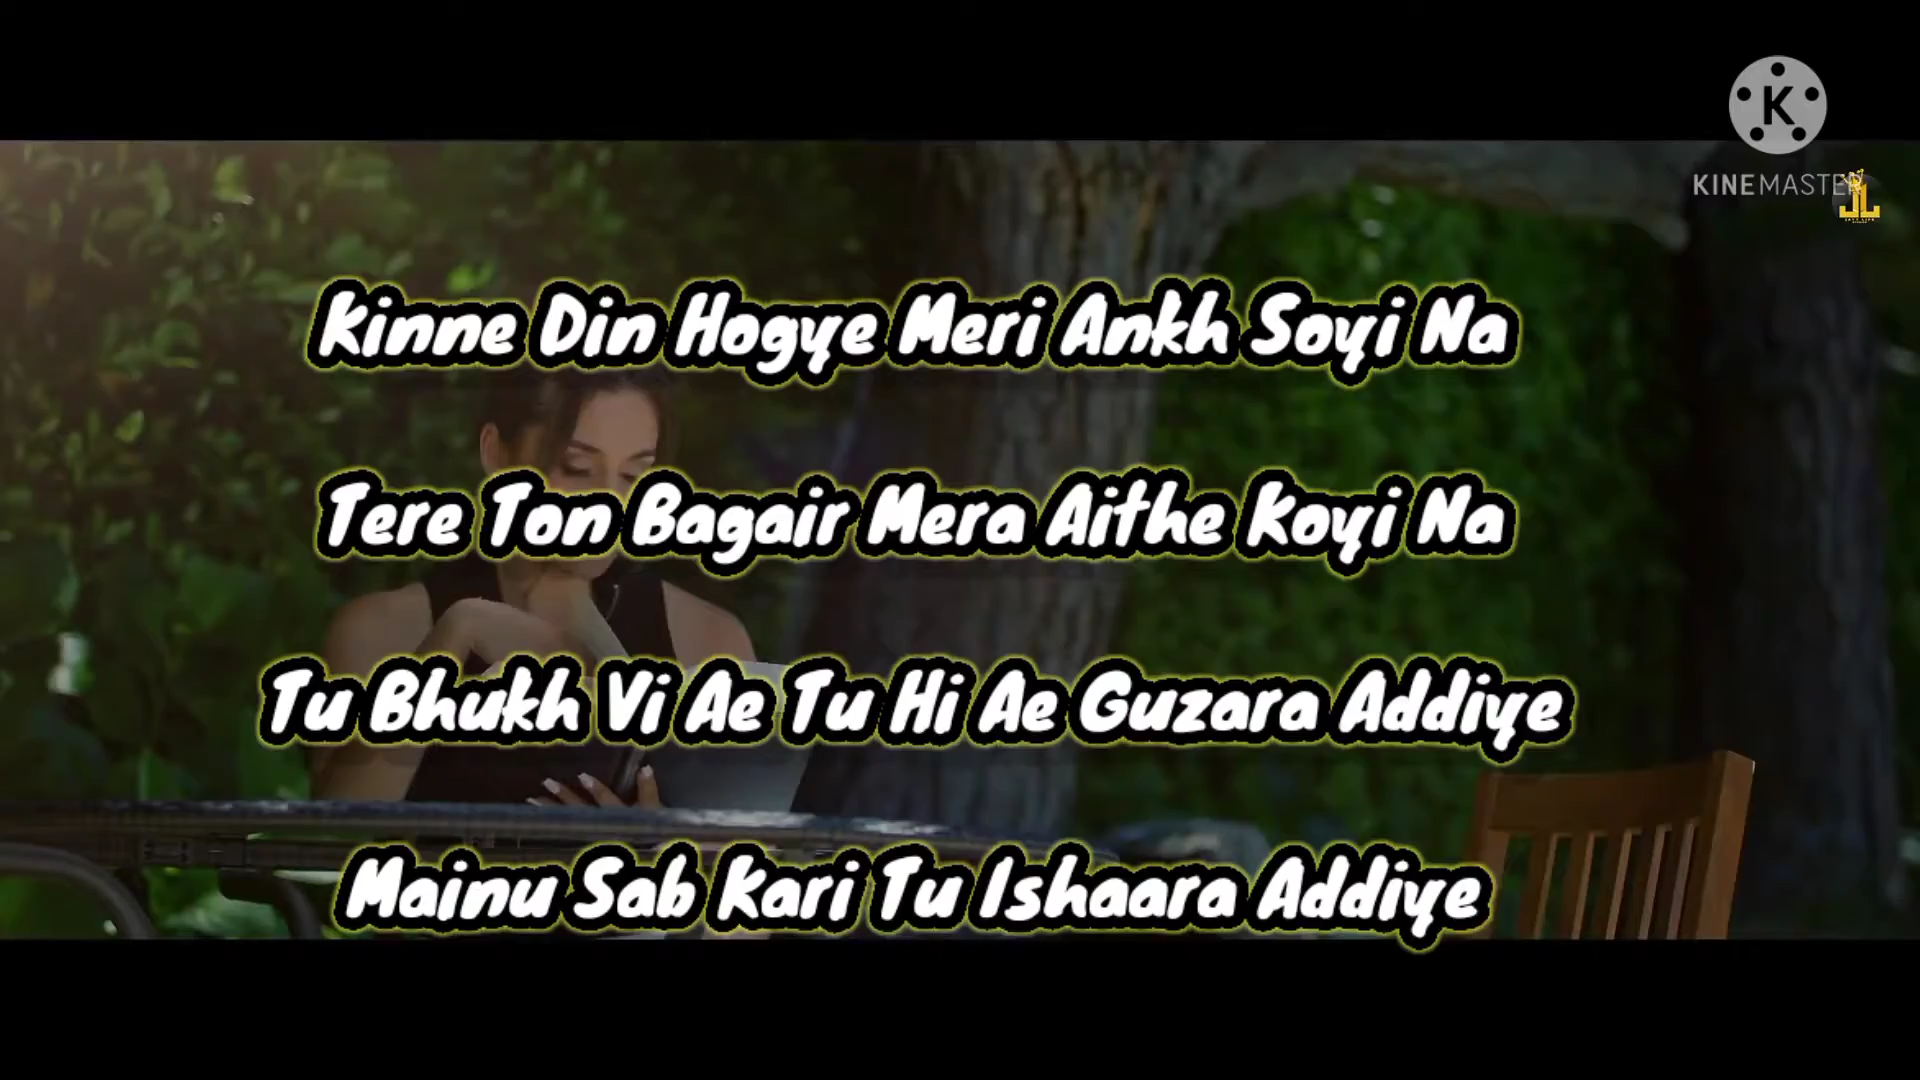 K
KINEMASTER
JL
Kinne Din Hogye Meri Ankh Soyi Na
Tere Ton Bagair Mera Aithe Koyi Na
Tu Bhukh Vi Ae Tu Hi Ae Guzara Addiye
Mainu Sab Kari Tu Ishaara Addiye